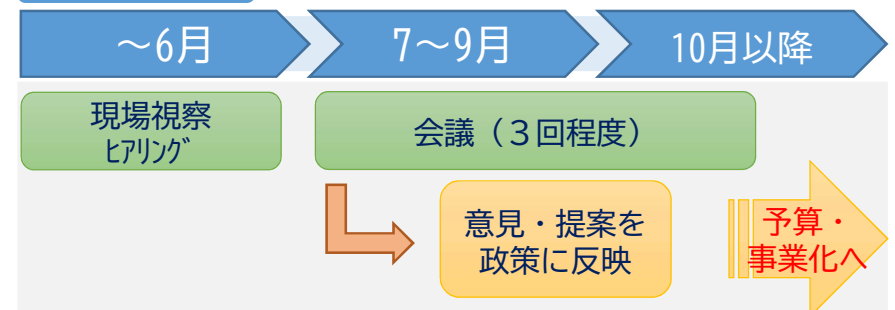 ～6月
7～9月
10月以降
現場視察
ﾋｱﾘﾝｸﾞ
会議（３回程度）
意見・提案を
政策に反映
予算・
事業化へ